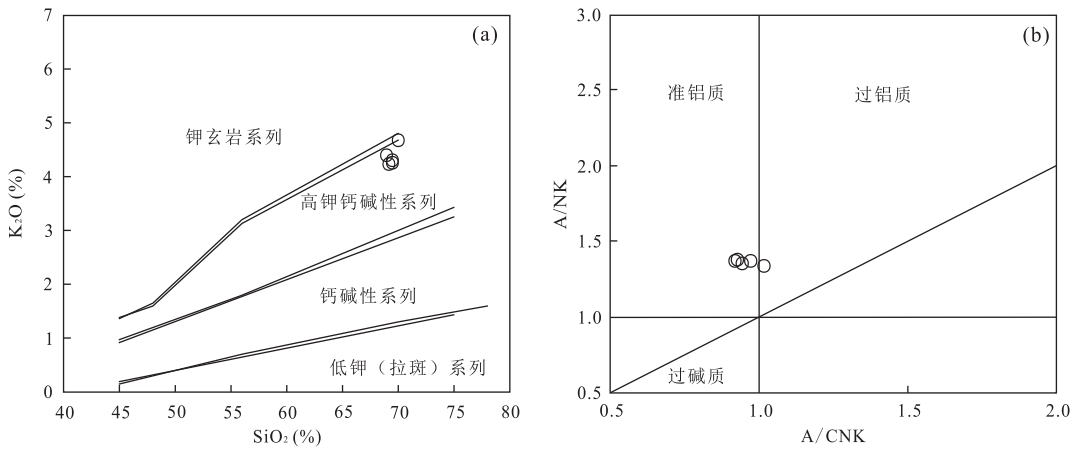 (a)
7
6
5
4
3
2
1
0
K₂O (%)
钾玄岩系列
高钾钙碱性系列
钙碱性系列
低钾（拉斑）系列
40 45 50 55 60 65 70 75 80
SiO₂ (%)
(b)
3.0
2.5
2.0
1.5
1.0
0.5
A/NK
准铝质
过铝质
过碱质
0.5 1.0 1.5 2.0
A/CNK